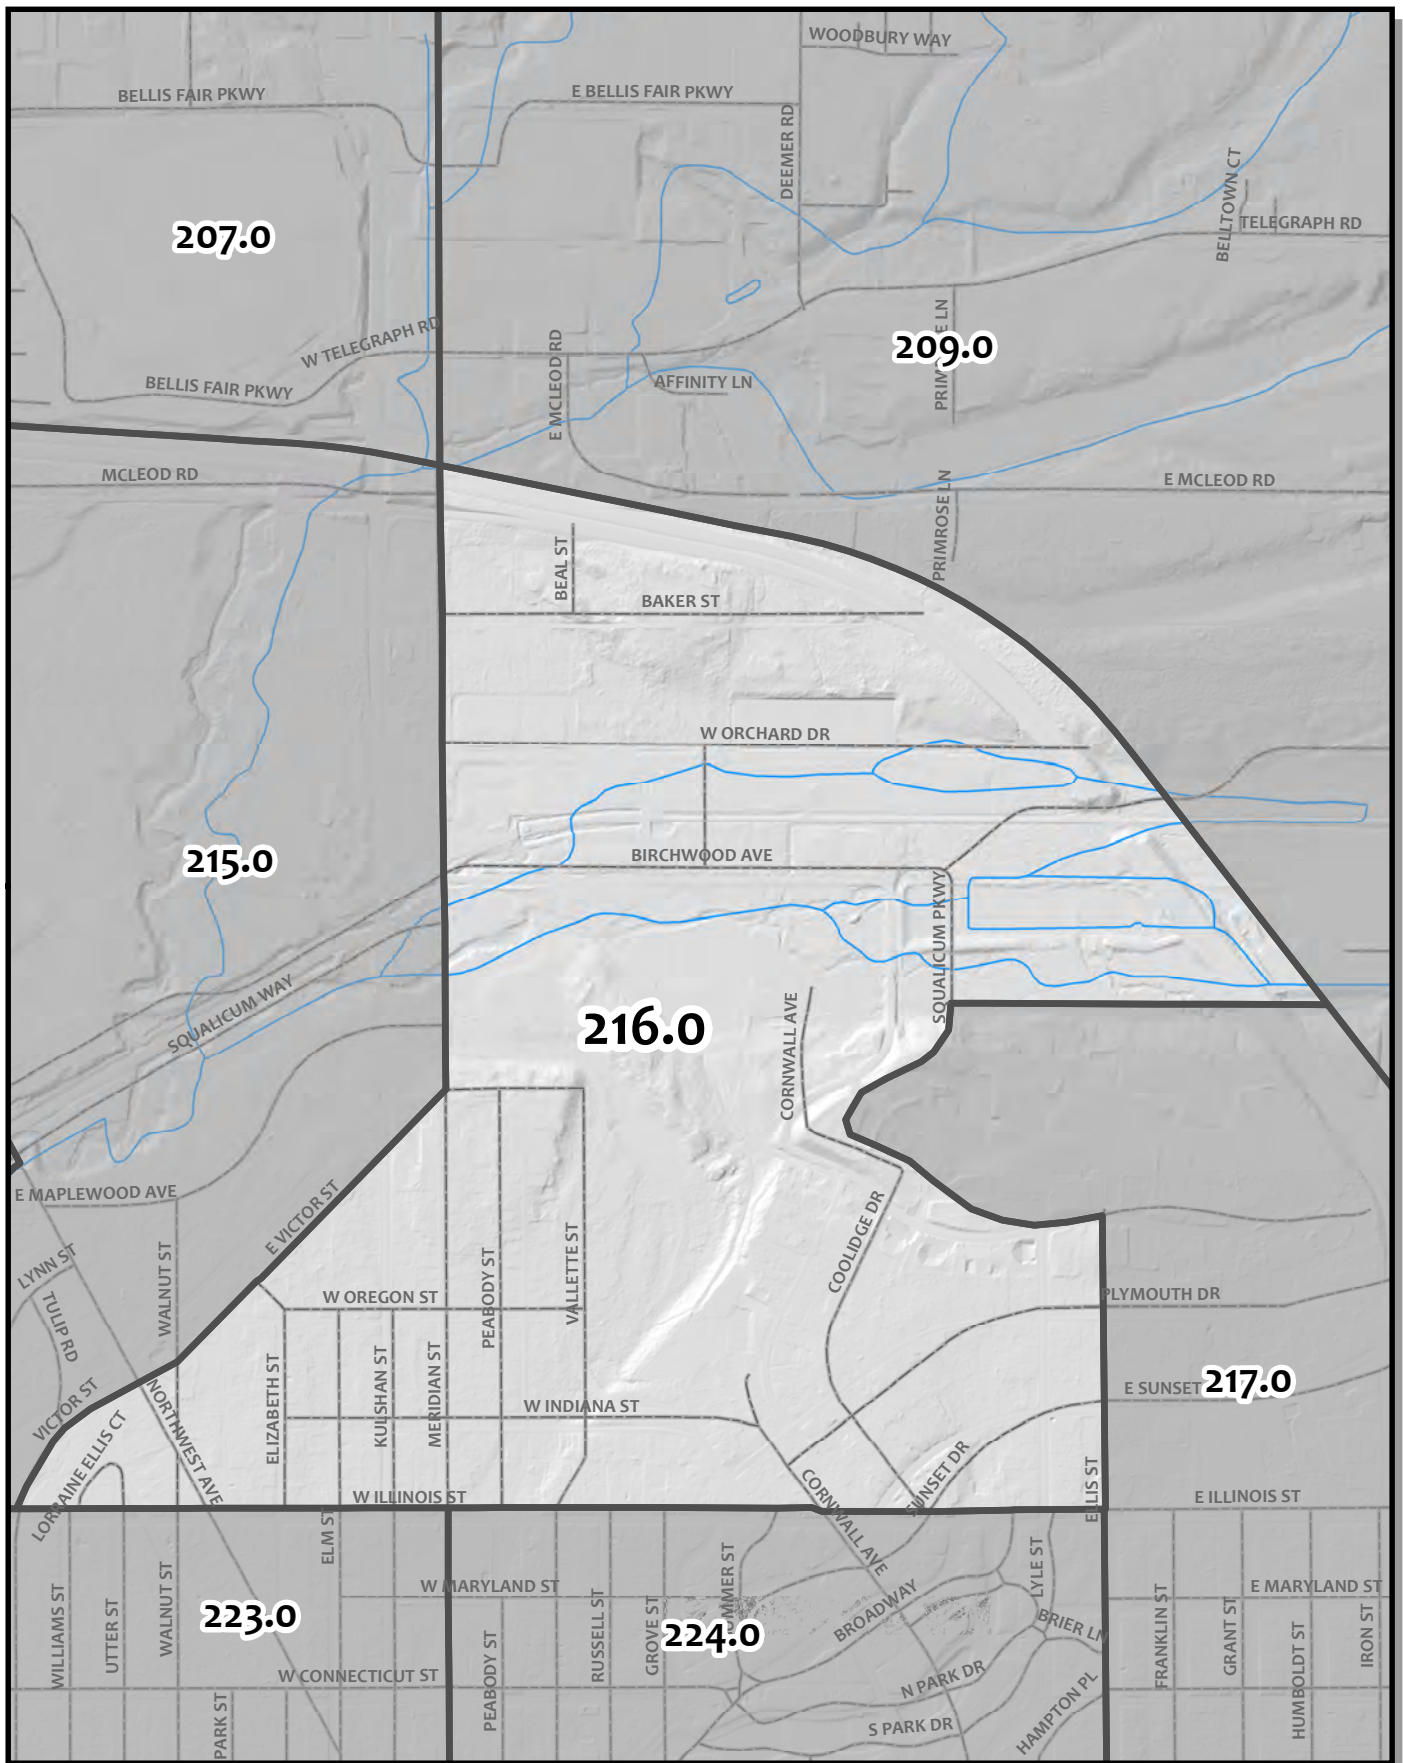 WOODBURY WAY
BELLIS FAIR PKWY
E BELLIS FAIR PKWY
DEEMER RD
BELLTOWN CT
TELEGRAPH RD
207.0
W TELEGRAPH RD
E MCLEOD RD
209.0
AFFINITY LN
BELLIS FAIR PKWY
MCLEOD RD
E MCLEOD RD
PRIMROSE LN
BEAL ST
BAKER ST
W ORCHARD DR
BIRCHWOOD AVE
215.0
SQUALICUM PKWY
SQUALICUM WAY
216.0
CORNWALL AVE
E MAPLEWOOD AVE
E VICTOR ST
LYNN ST
TULIP RD
WALNUT ST
W OREGON ST
PEABODY ST
VALLETTE ST
COOLIDGE DR
PLYMOUTH DR
VICTOR ST
LORRAINE ELLIS CT
NORTHWEST AVE
ELIZABETH ST
KULSHAN ST
MERIDIAN ST
W INDIANA ST
E SUNSET
217.0
SUNSET DR
CORNWALL AVE
ELLIS ST
W ILLINOIS ST
E ILLINOIS ST
ELM ST
W MARYLAND ST
E MARYLAND ST
WILLIAMS ST
UTTER ST
WALNUT ST
223.0
RUSSELL ST
GROVE ST
224.0
BROADWAY
LYLE ST
BRIER LN
FRANKLIN ST
GRANT ST
HUMBOLDT ST
IRON ST
W CONNECTICUT ST
PARK ST
PEABODY ST
N PARK DR
S PARK DR
HAMPTON PL